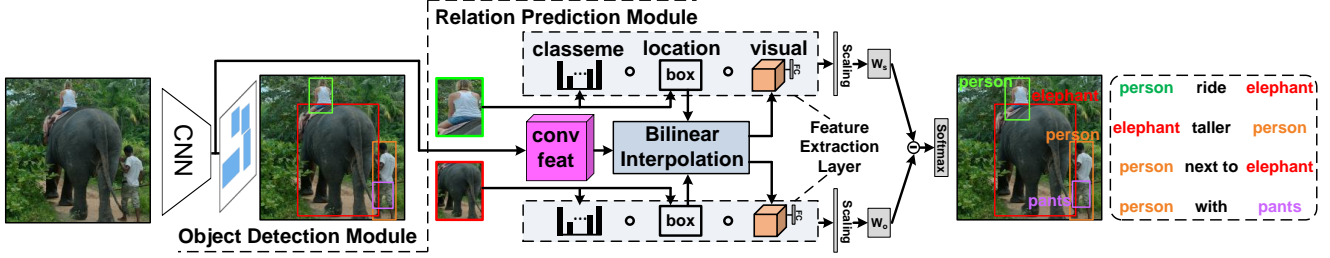 Relation Prediction Module
classeme
location
visual
box
FC
Scaling
Ws
CNN
conv
feat
Bilinear
Interpolation
Feature
Extraction
Layer
Softmax
box
FC
Scaling
Wo
Object Detection Module
person
elephant
person
pants
person ride elephant
elephant taller person
person next to elephant
person with pants